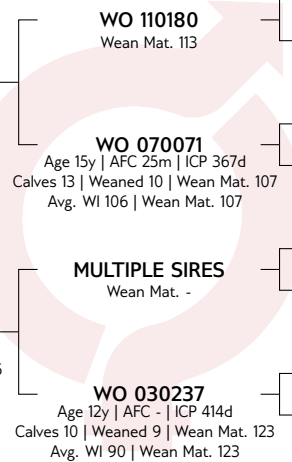 WO 110180
Wean Mat. 113
WO 070071
Age 15y | AFC 25m | ICP 367d
Calves 13 | Weaned 10 | Wean Mat. 107
Avg. WI 106 | Wean Mat. 107
MULTIPLE SIRES
Wean Mat. -
WO 030237
Age 12y | AFC - | ICP 414d
Calves 10 | Weaned 9 | Wean Mat. 123
Avg. WI 90 | Wean Mat. 123